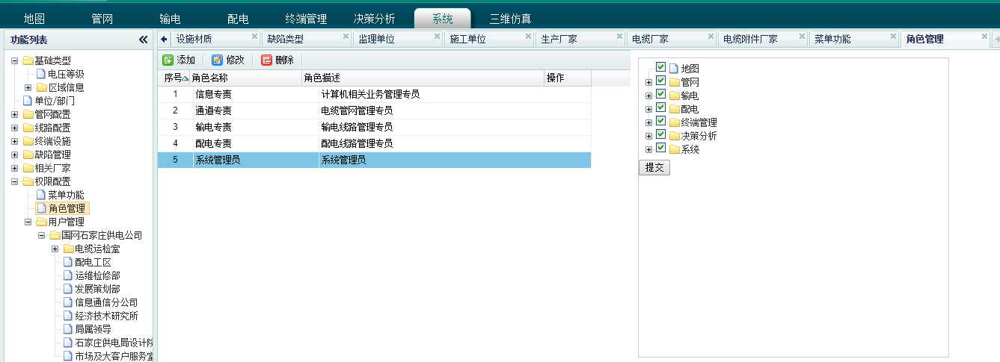 地图 管网 输电 配电 终端管理 决策分析 系统 三维仿真
功能列表
设施材质 缺陷类型 监理单位 施工单位 生产厂家 电缆厂家 电缆附件厂家 菜单功能 角色管理
基础类型
电压等级
区域信息
单位/部门
管网配置
线路配置
终端设施
缺陷管理
相关厂家
权限配置
菜单功能
角色管理
用户管理
国网石家庄供电公司
电缆运检室
配电工区
运维检修部
发展策划部
信息通信分公司
经济技术研究所
局属领导
石家庄供电局设计院
市场及大客户服务室
添加 修改 删除
序号 角色名称 角色描述 操作
1 信息专责 计算机相关业务管理专员
2 通道专责 电缆管网管理专员
3 输电专责 输电线路管理专员
4 配电专责 配电线路管理专员
5 系统管理员 系统管理员
地图
管网
输电
配电
终端管理
决策分析
系统
提交